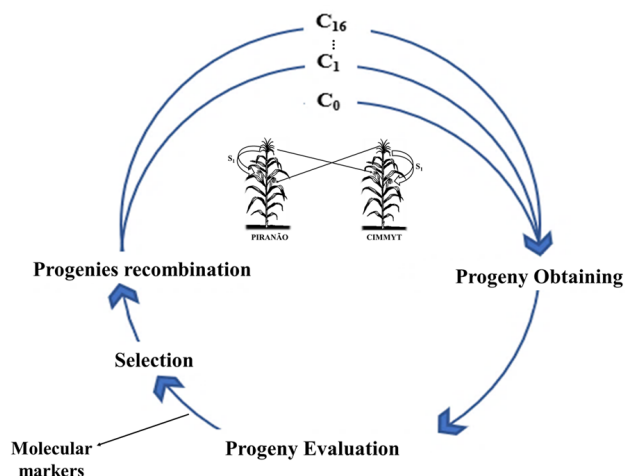 C16
⋮
C1
C0
S1
S1
PIRANÃO
CIMMYT
Progenies recombination
Progeny Obtaining
Selection
Progeny Evaluation
Molecular
markers